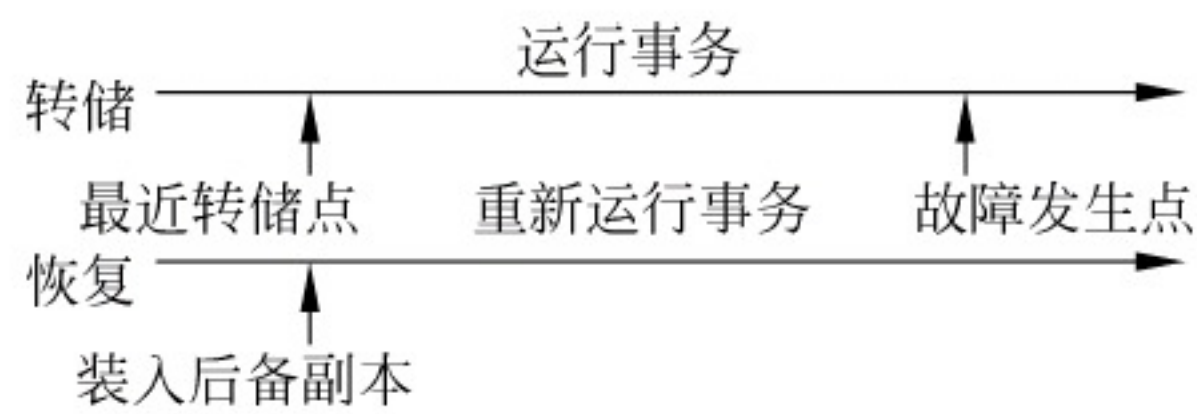 运行事务
转储
最近转储点 重新运行事务 故障发生点
恢复
装入后备副本